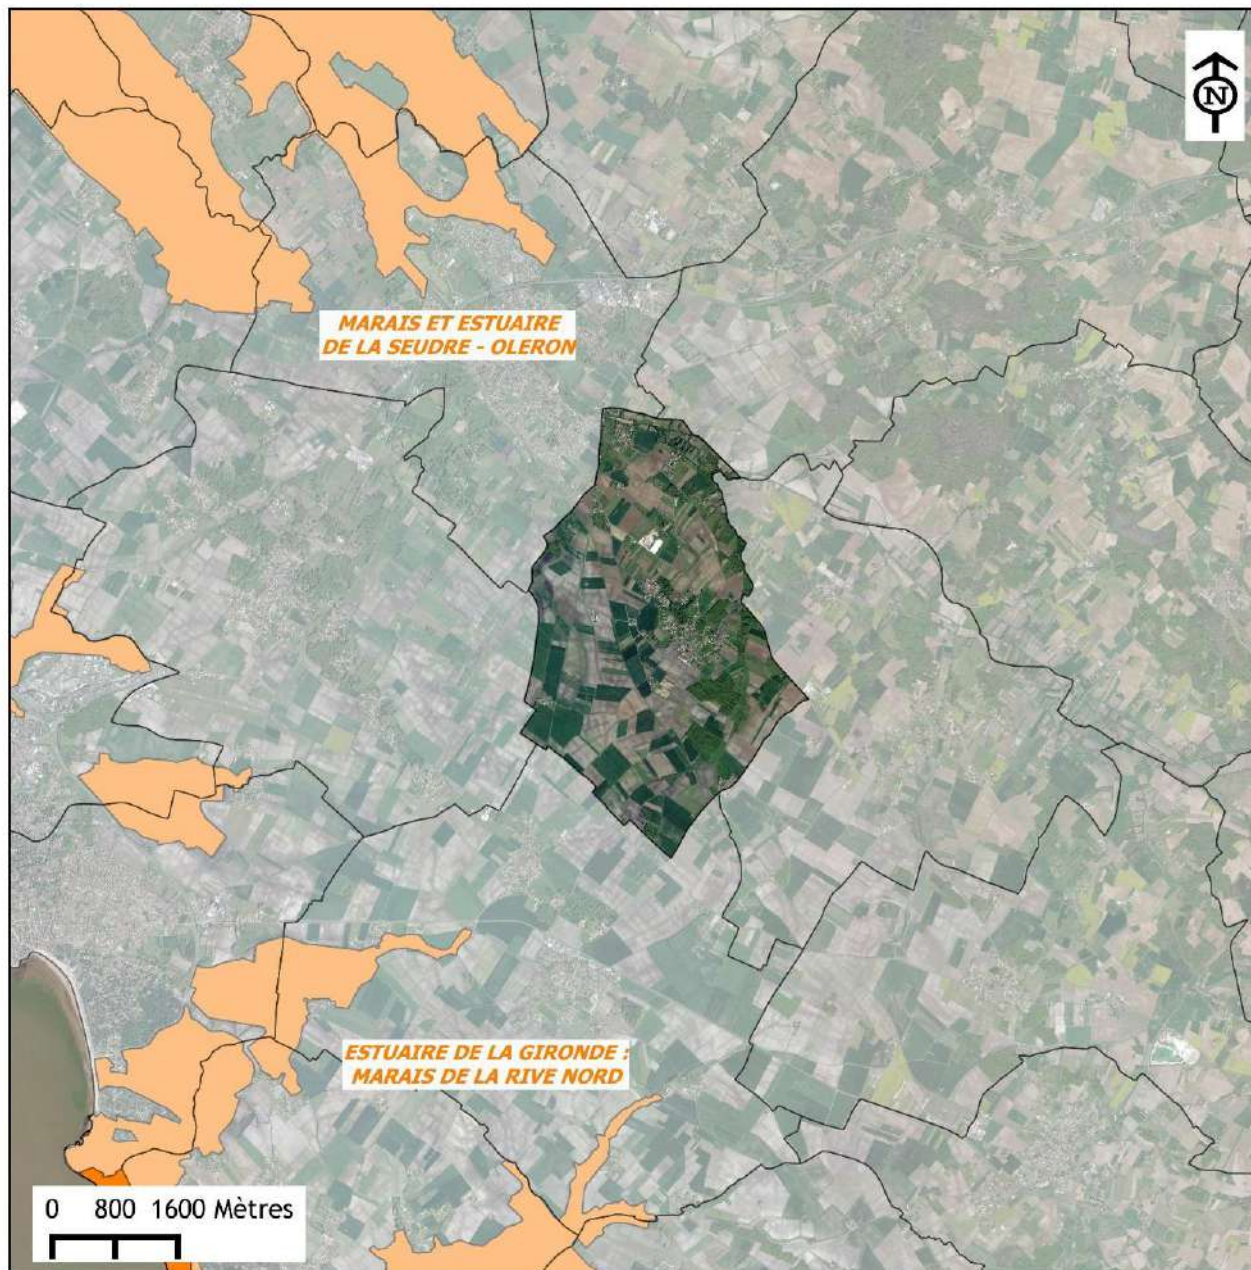 N
MARAIS ET ESTUAIRE
DE LA SEUDRE - OLERON
ESTUAIRE DE LA GIRONDE :
MARAIS DE LA RIVE NORD
0 800 1600 Mètres